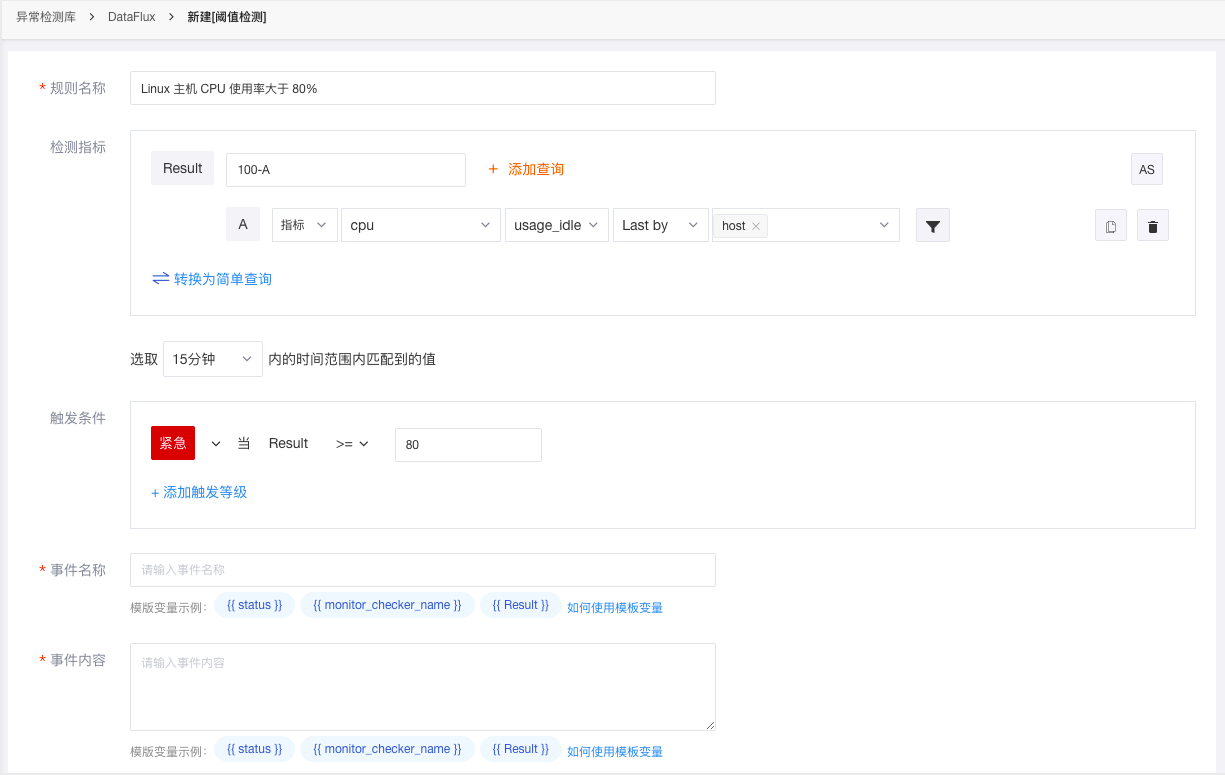 异常检测库 > DataFlux > 新建[阈值检测]
* 规则名称 Linux 主机 CPU 使用率大于 80%
检测指标
Result 100-A + 添加查询 AS
A 指标 cpu usage_idle Last by host ×
转换为简单查询
选取 15分钟 内的时间范围内匹配到的值
触发条件
紧急 当 Result >= 80
+ 添加触发等级
* 事件名称 请输入事件名称
模版变量示例: {{ status }} {{ monitor_checker_name }} {{ Result }} 如何使用模板变量
* 事件内容 请输入事件内容
模版变量示例: {{ status }} {{ monitor_checker_name }} {{ Result }} 如何使用模板变量